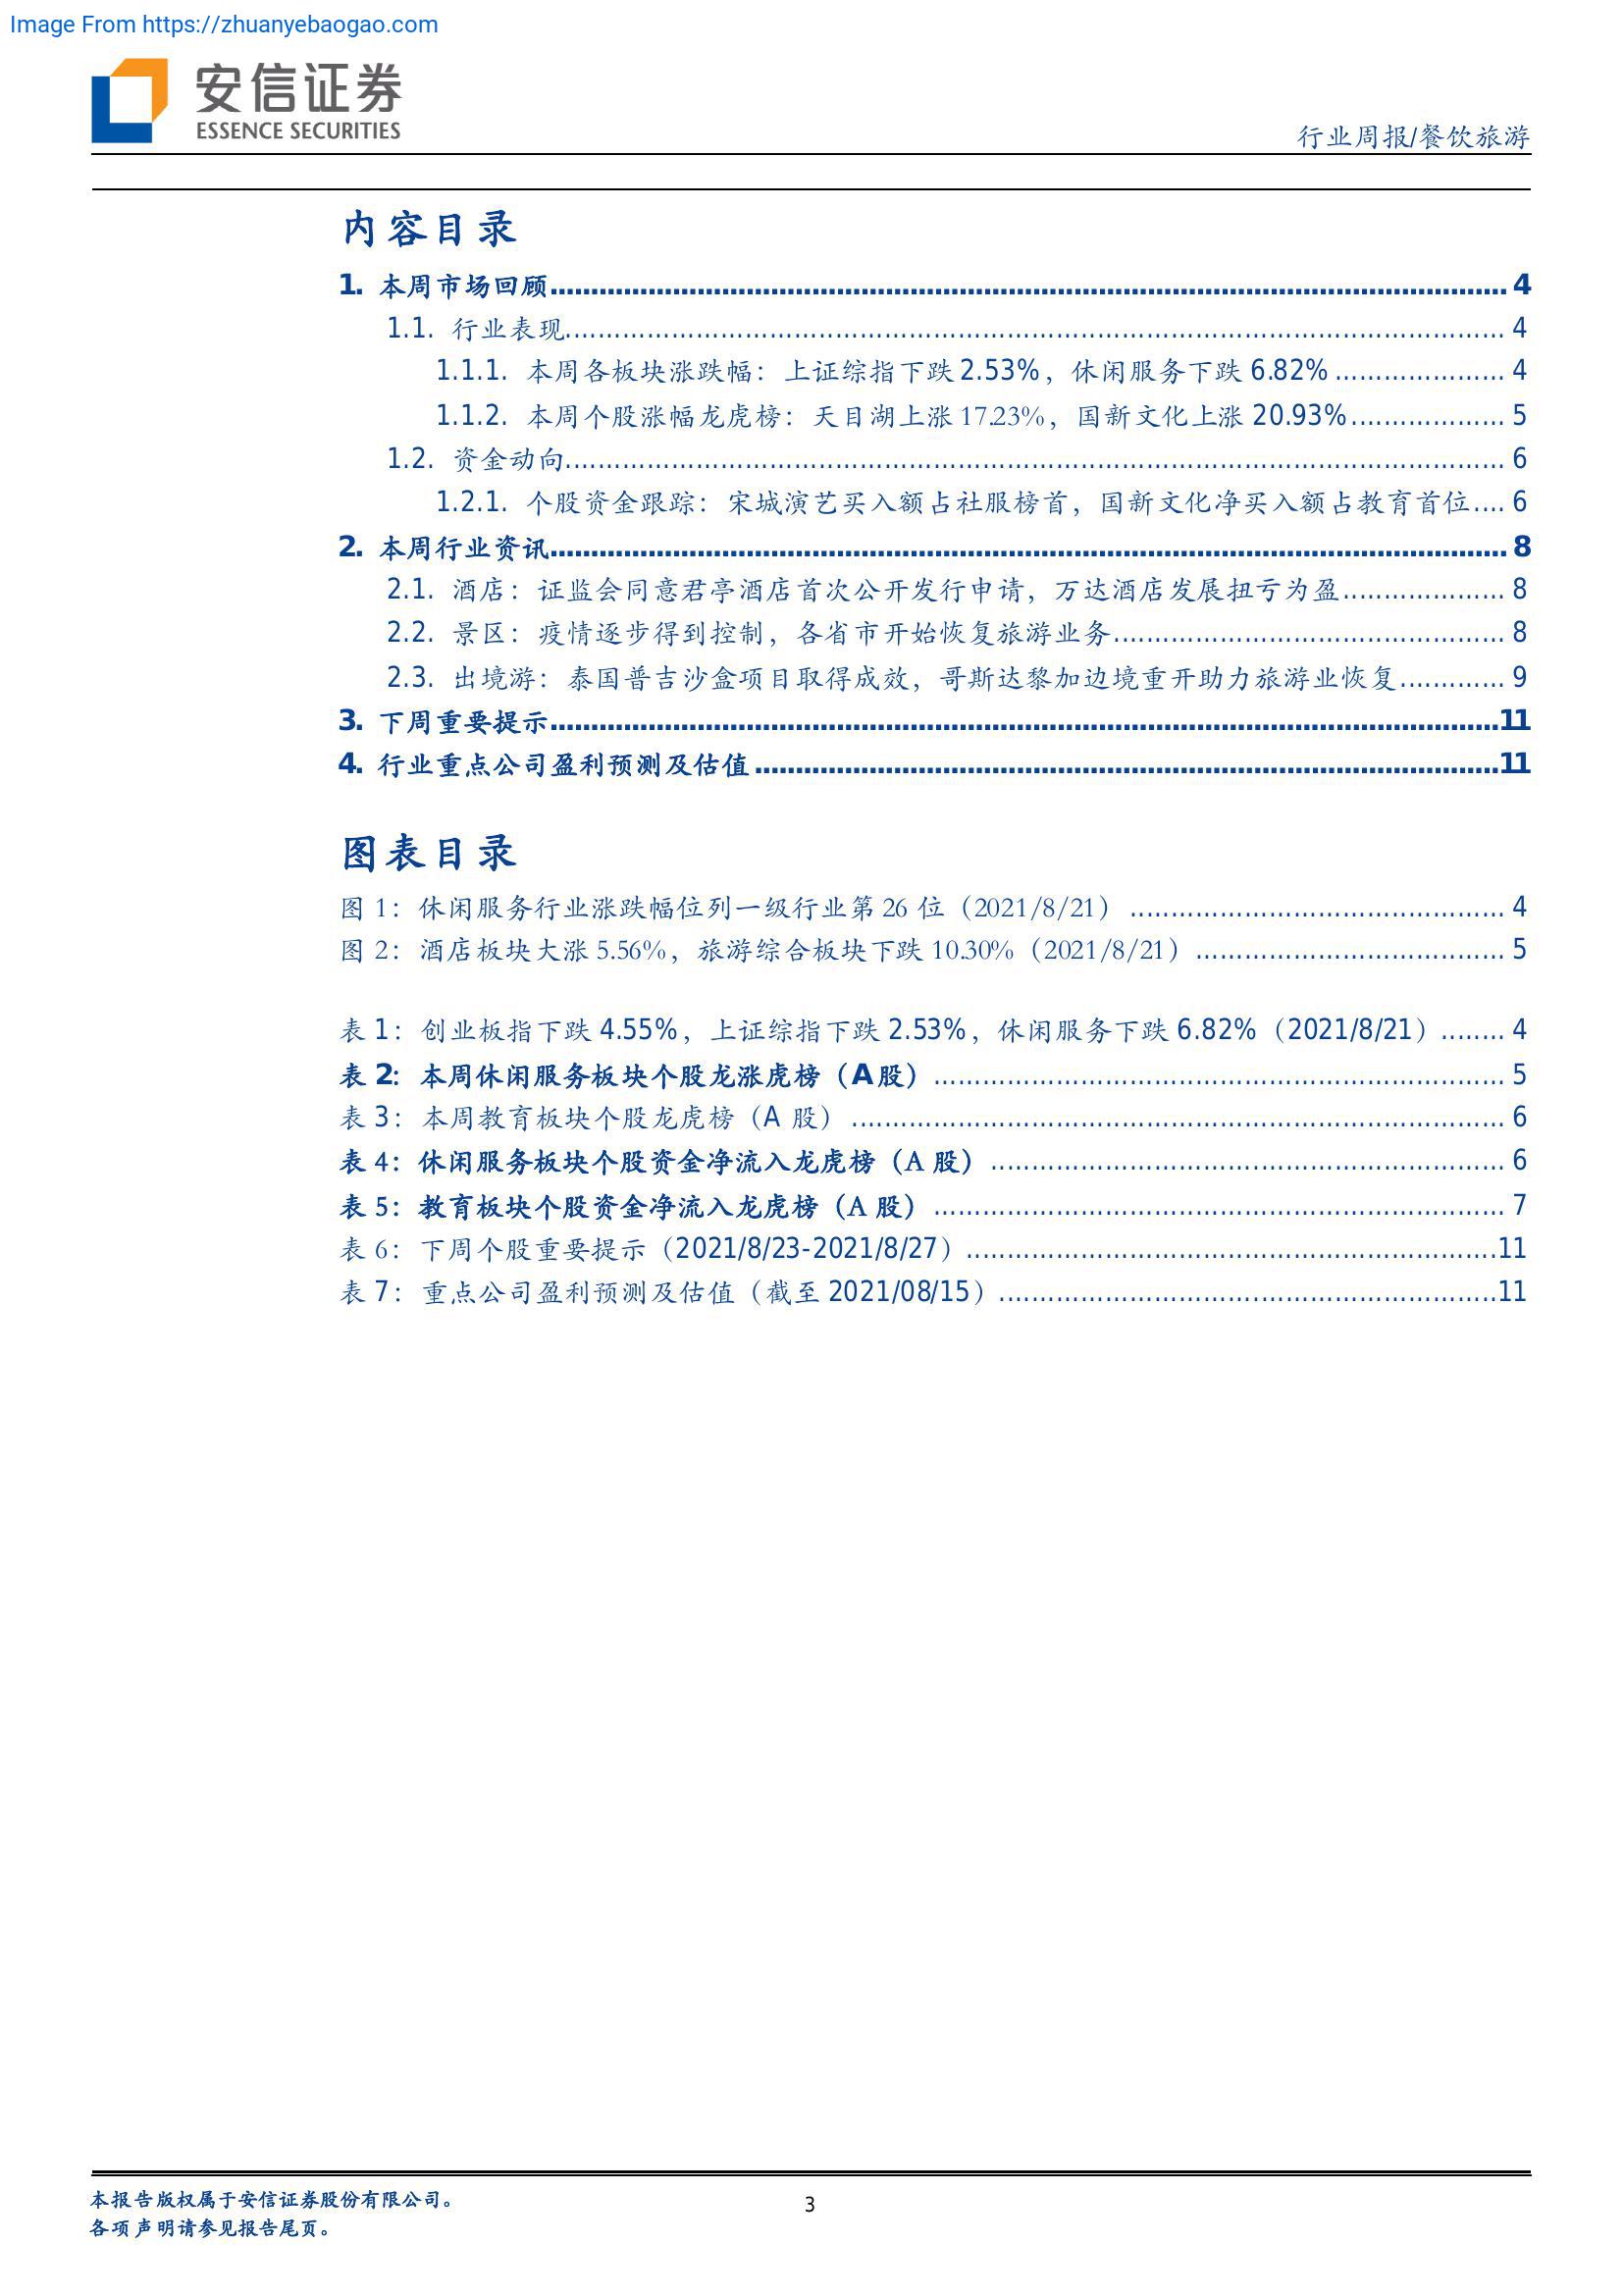 Image From https://zhuanyebaogao.com
安信证券
ESSENCE SECURITIES
行业周报/餐饮旅游
内容目录
1. 本周市场回顾 4
1.1. 行业表现 4
1.1.1. 本周各板块涨跌幅：上证综指下跌 2.53%，休闲服务下跌 6.82% 4
1.1.2. 本周个股涨幅龙虎榜：天目湖上涨 17.23%，国新文化上涨 20.93% 5
1.2. 资金动向 6
1.2.1. 个股资金跟踪：宋城演艺买入额占社服榜首，国新文化净买入额占教育首位 6
2. 本周行业资讯 8
2.1. 酒店：证监会同意君亭酒店首次公开发行申请，万达酒店发展扭亏为盈 8
2.2. 景区：疫情逐步得到控制，各省市开始恢复旅游业务 8
2.3. 出境游：泰国普吉沙盒项目取得成效，哥斯达黎加边境重开助力旅游业恢复 9
3. 下周重要提示 11
4. 行业重点公司盈利预测及估值 11
图表目录
图 1：休闲服务行业涨跌幅位列一级行业第 26 位（2021/8/21） 4
图 2：酒店板块大涨 5.56%，旅游综合板块下跌 10.30%（2021/8/21） 5
表 1：创业板指下跌 4.55%，上证综指下跌 2.53%，休闲服务下跌 6.82%（2021/8/21） 4
表 2：本周休闲服务板块个股龙涨虎榜（A 股） 5
表 3：本周教育板块个股龙虎榜（A 股） 6
表 4：休闲服务板块个股资金净流入龙虎榜（A 股） 6
表 5：教育板块个股资金净流入龙虎榜（A 股） 7
表 6：下周个股重要提示（2021/8/23-2021/8/27） 11
表 7：重点公司盈利预测及估值（截至 2021/08/15） 11
本报告版权属于安信证券股份有限公司。
3
各项声明请参见报告尾页。